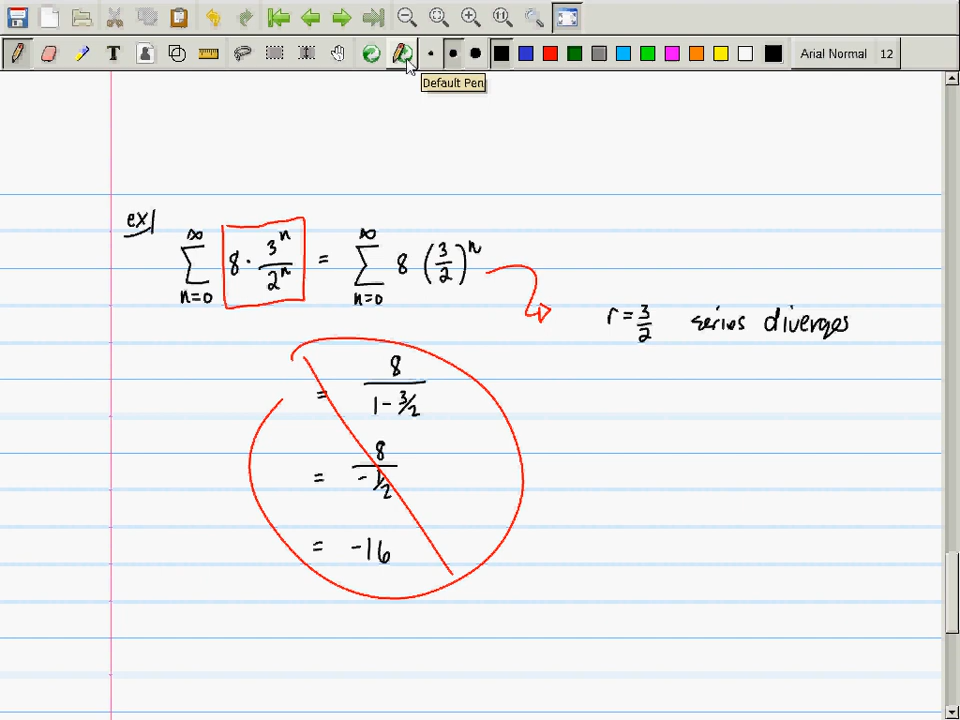 T
Arial Normal 12
Default Pen
ex1
∞ ∞
∑ 8 · 3^n/2^n = ∑ 8 (3/2)^n
n=0 n=0
r = 3/2 series diverges
= 8/(1 - 3/2)
= 8/(-1/2)
= -16